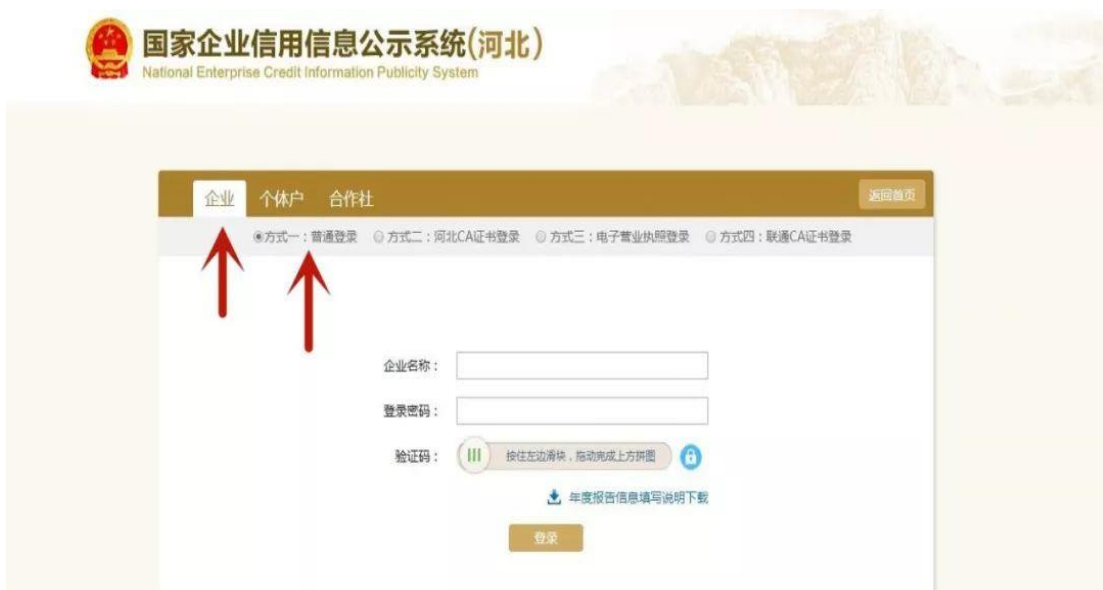 国家企业信用信息公示系统(河北)
National Enterprise Credit Information Publicity System
企业 个体户 合作社 返回首页
方式一：普通登录 方式二：河北CA证书登录 方式三：电子营业执照登录 方式四：联通CA证书登录
企业名称：
登录密码：
验证码： 按住左边滑块，拖动完成上方拼图
年度报告信息填写说明下载
登录